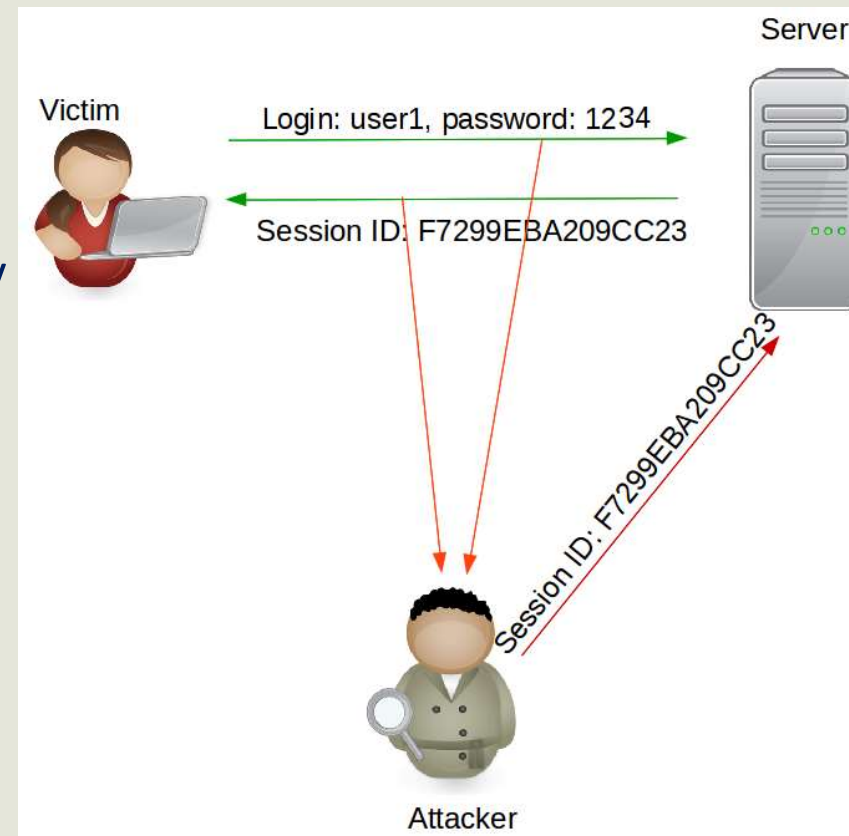 Server
Victim
Login: user1, password: 1234
Session ID: F7299EBA209CC23
Session ID: F7299EBA209CC23
Attacker